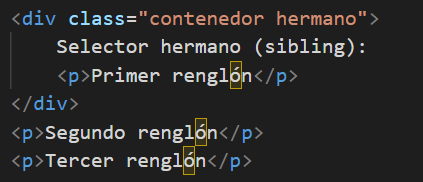 <div class="contenedor hermano">
    Selector hermano (sibling):
    <p>Primer renglón</p>
</div>
<p>Segundo renglón</p>
<p>Tercer renglón</p>